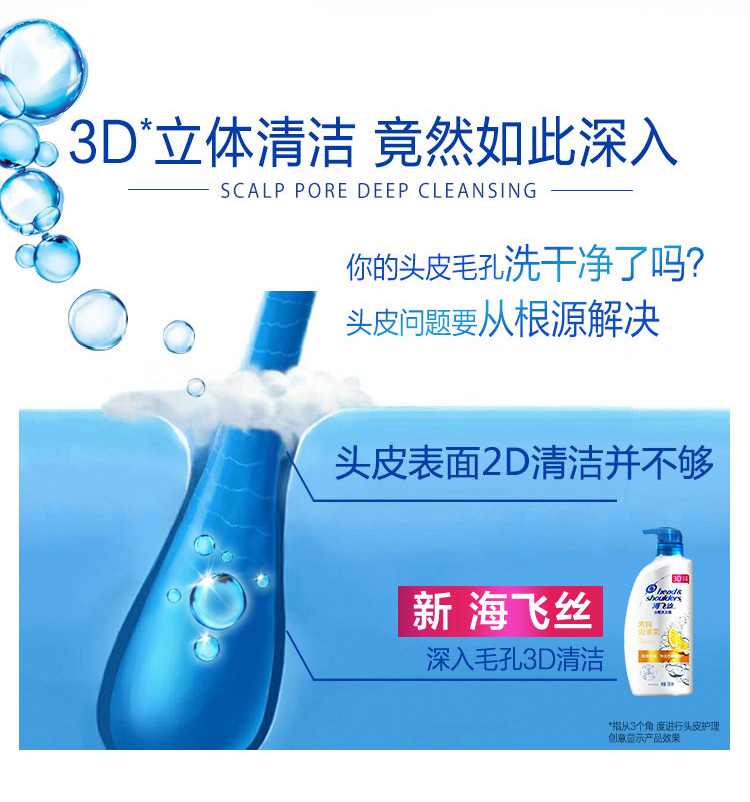 3D*立体清洁 竟然如此深入
SCALP PORE DEEP CLEANSING
你的头皮毛孔洗干净了吗?
头皮问题要从根源解决
头皮表面2D清洁并不够
新 海飞丝
深入毛孔3D清洁
3D
head&
shoulders
海飞丝
*指从3个角 度进行头皮护理
创意显示产品效果